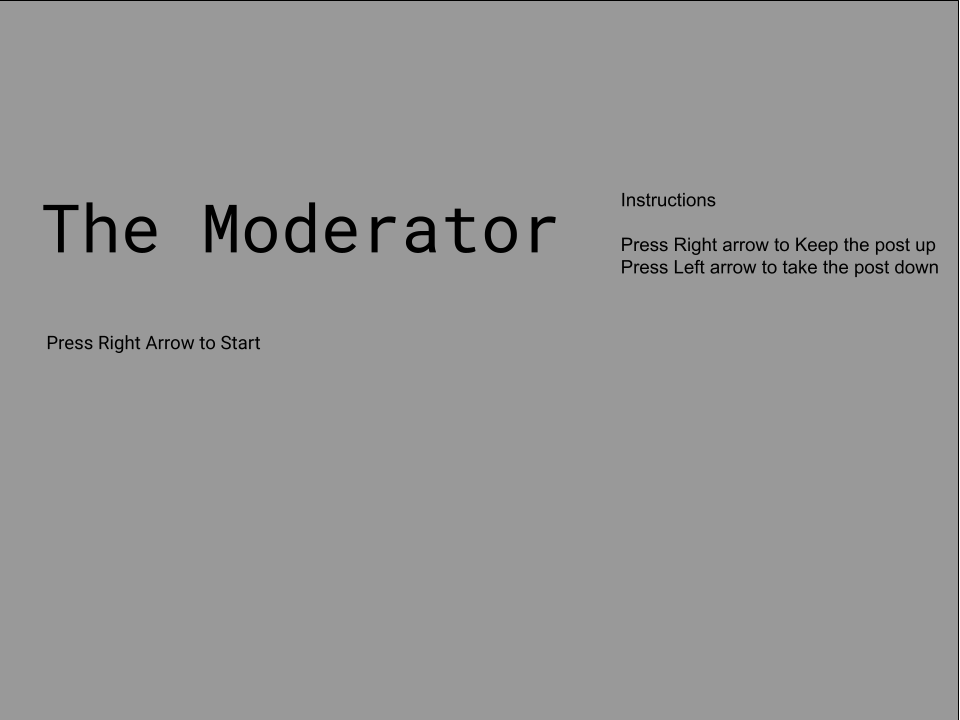 The Moderator
Press Right Arrow to Start
Instructions
Press Right arrow to Keep the post up
Press Left arrow to take the post down